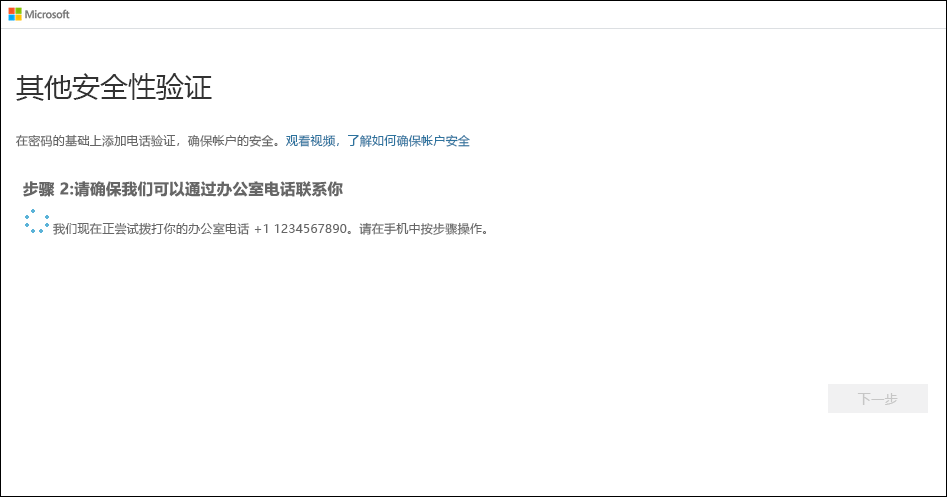 Microsoft
其他安全性验证
在密码的基础上添加电话验证，确保帐户的安全。观看视频，了解如何确保帐户安全
步骤 2:请确保我们可以通过办公室电话联系你
我们现在正尝试拨打你的办公室电话 +1 1234567890。请在手机中按步骤操作。
下一步